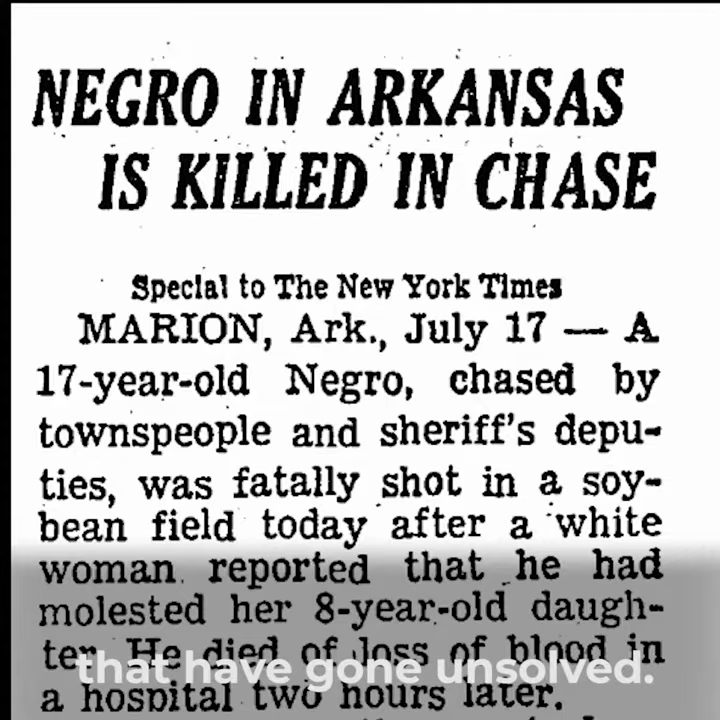 NEGRO IN ARKANSAS
IS KILLED IN CHASE
Special to The New York Times
MARION, Ark., July 17 — A
17-year-old Negro, chased by
townspeople and sheriff's depu-
ties, was fatally shot in a soy-
bean field today after a white
woman reported that he had
molested her 8-year-old daugh-
ter. He died of loss of blood in
that have gone unsolved.
a hospital two hours later.